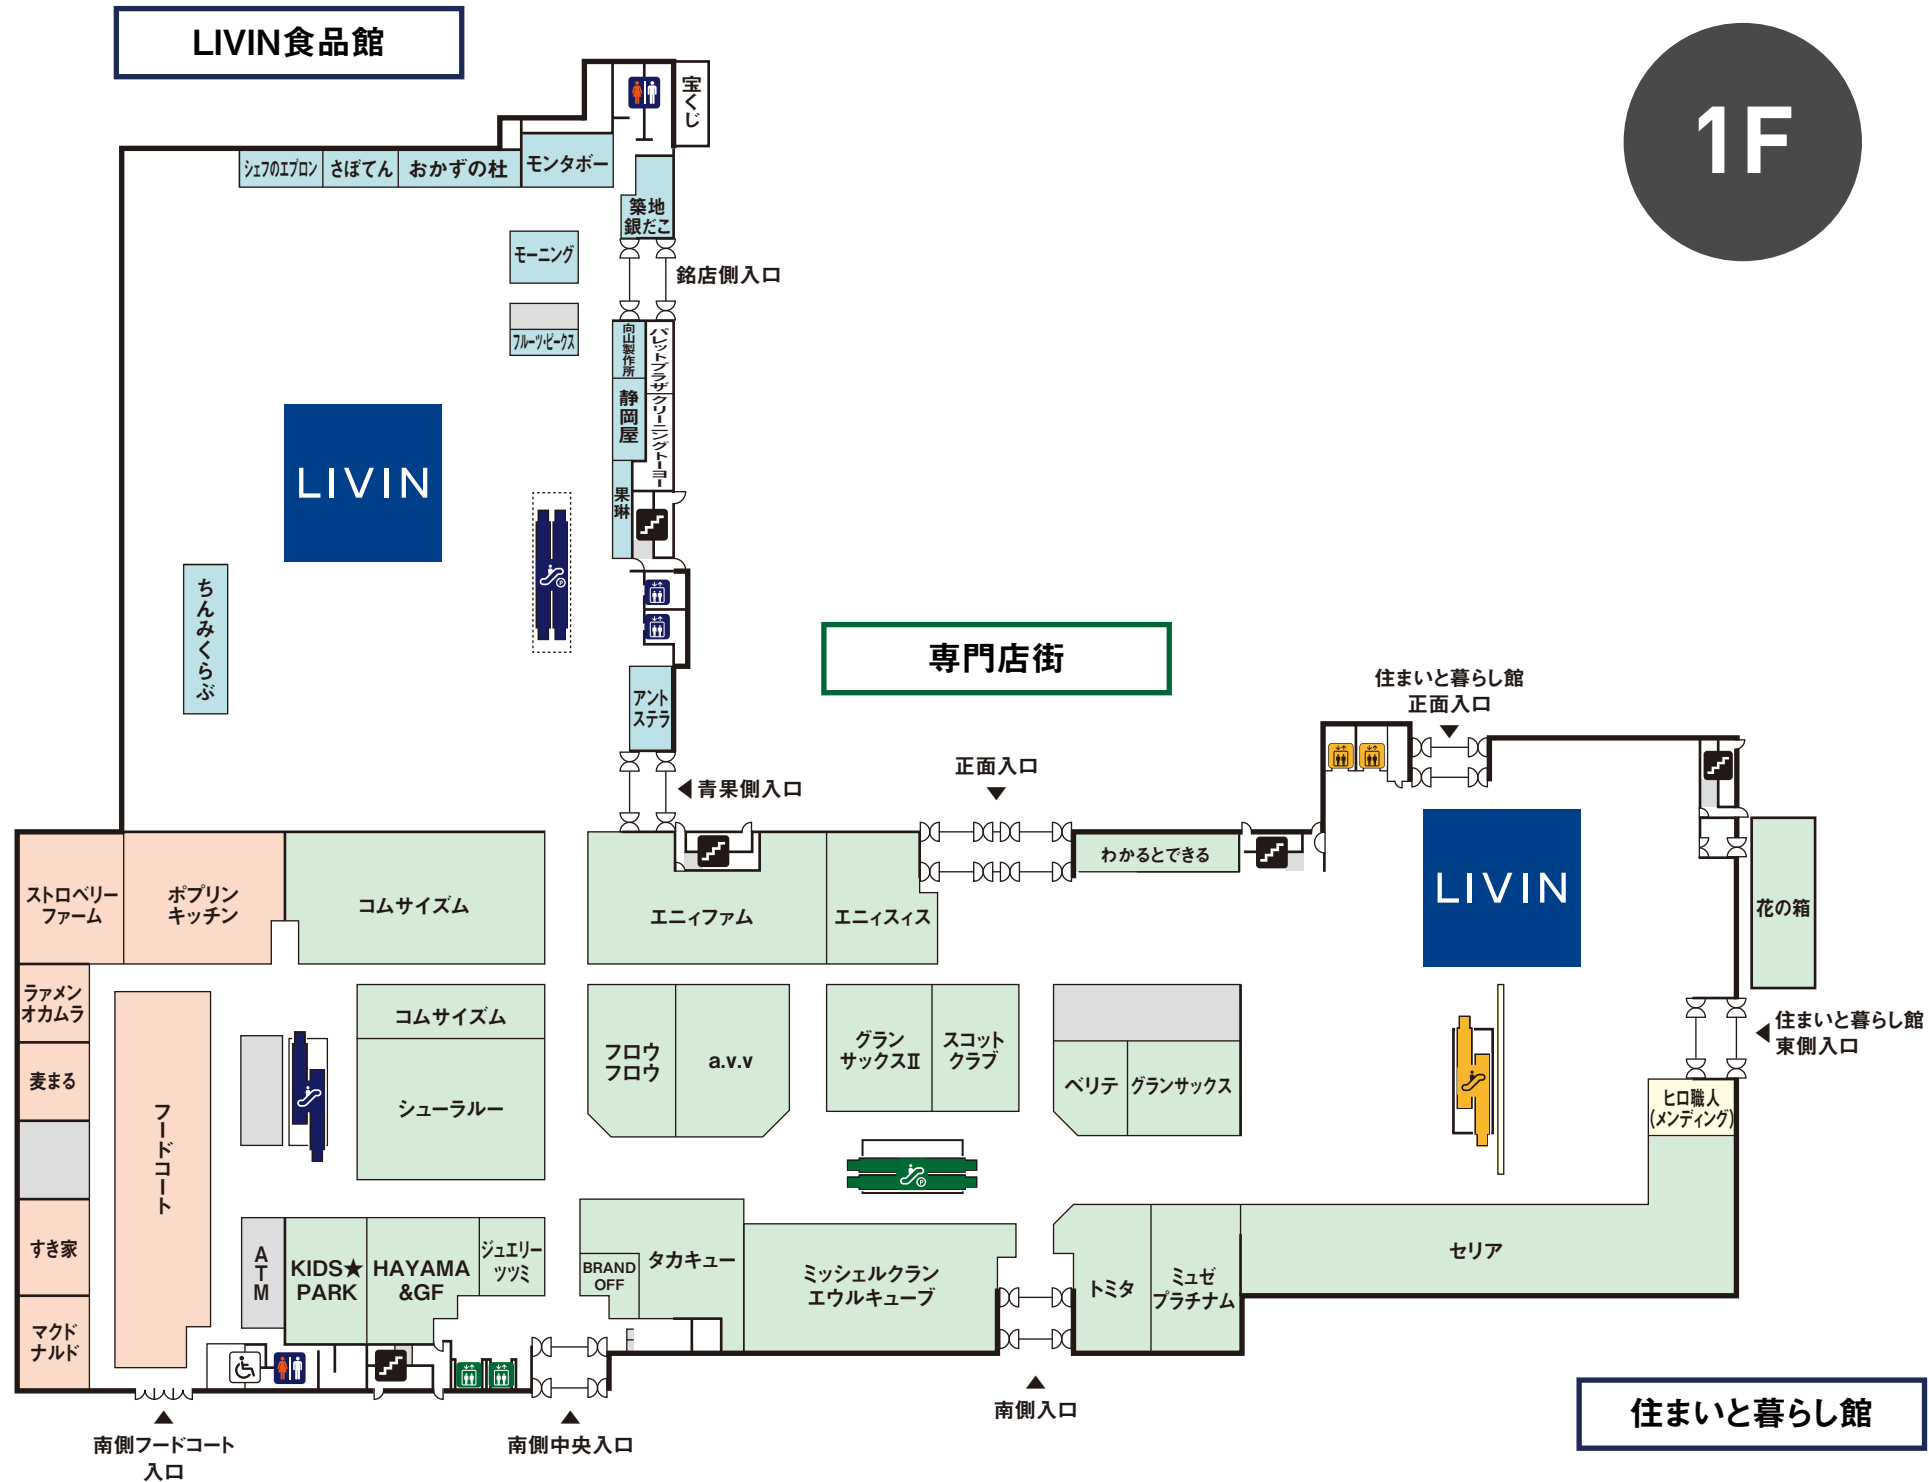 LIVIN食品館
1F
宝くじ
シェフのエプロン
さぼてん
おかずの杜
モンタボー
築地
銀だこ
モーニング
銘店側入口
フルーツ・ピークス
向山製作所
パレットプラザ
静岡屋
クリーニングトーヨー
果琳
LIVIN
ちんみくらぶ
アント
ステラ
専門店街
住まいと暮らし館
正面入口
正面入口
青果側入口
ストロベリー
ファーム
ポプリン
キッチン
コムサイズム
エニィファム
エニィスィス
わかるとできる
LIVIN
花の箱
ラァメン
オカムラ
麦まる
フードコート
コムサイズム
シューラルー
フロウ
フロウ
a.v.v
グラン
サックスⅡ
スコット
クラブ
ベリテ
グランサックス
住まいと暮らし館
東側入口
ヒロ職人
(メンディング)
P
P
すき家
マクド
ナルド
ATM
KIDS★
PARK
HAYAMA
&GF
ジュエリー
ツツミ
BRAND
OFF
タカキュー
ミッシェルクラン
エウルキューブ
トミタ
ミュゼ
プラチナム
セリア
南側フードコート
入口
南側中央入口
南側入口
住まいと暮らし館